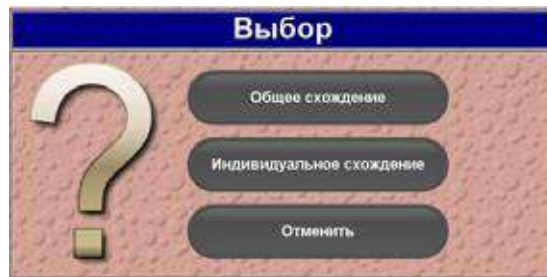 Выбор
Общее схождение
Индивидуальное схождение
Отменить